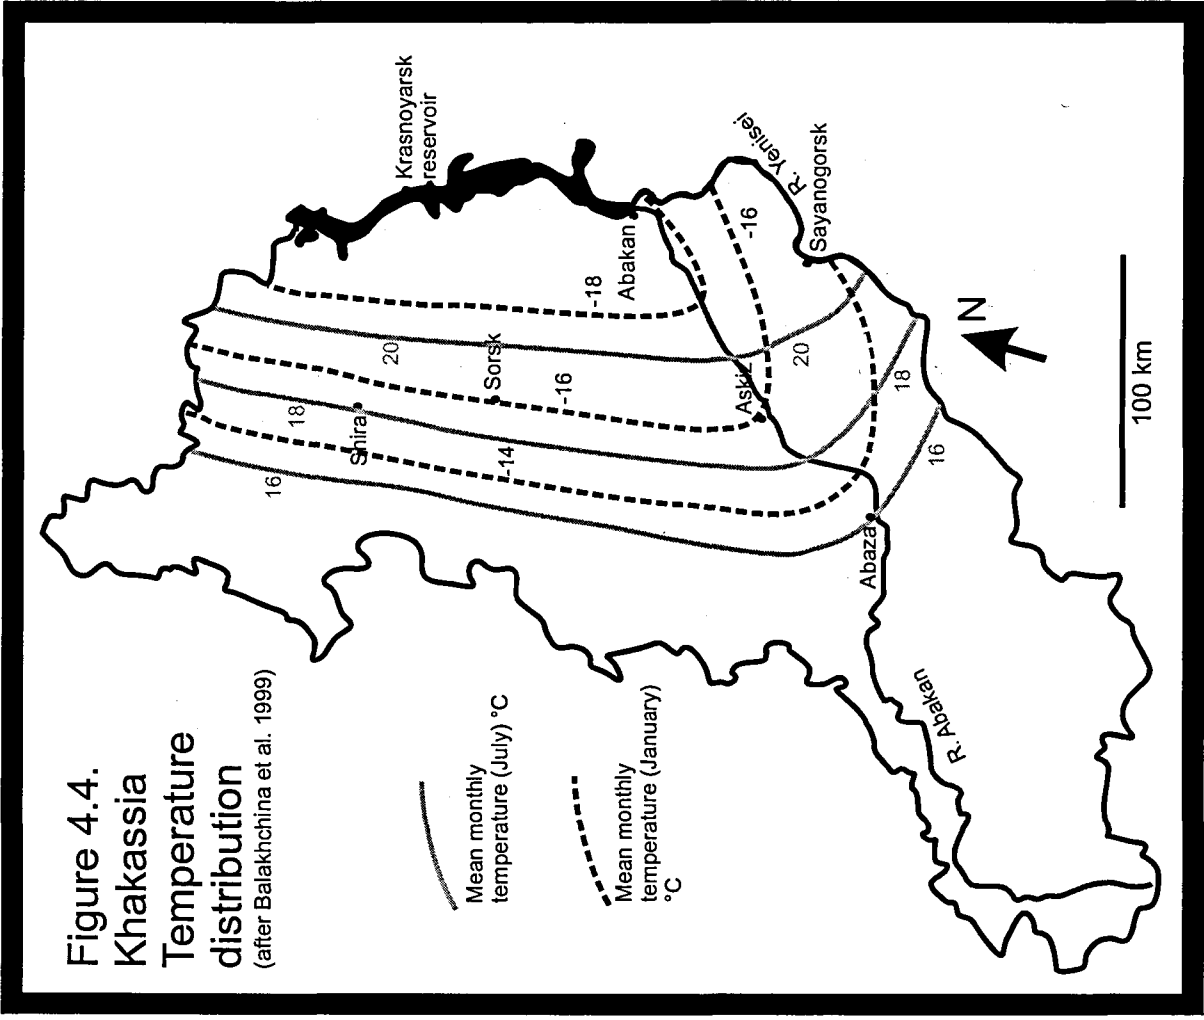 Figure 4.4.
Khakassia
Temperature
distribution
(after Balakhchina et al. 1999)
Mean monthly
temperature (July) °C
Mean monthly
temperature (January)
°C
Krasnoyarsk
reservoir
Abakan
R. Yenisei
Sayanogorsk
-16
-18
20
Sorsk
-16
18
Shira
-14
16
Askiz
20
18
16
Abaza
R. Abakan
N
100 km